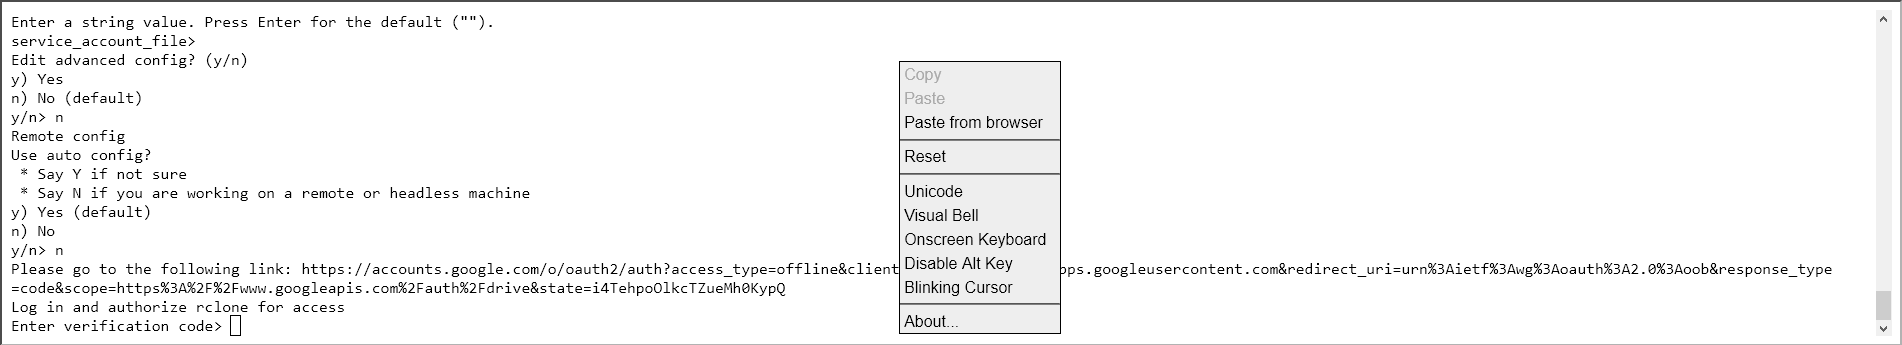 Enter a string value. Press Enter for the default ("").
service_account_file>
Edit advanced config? (y/n)
y) Yes
n) No (default)
y/n> n
Remote config
Use auto config?
 * Say Y if not sure
 * Say N if you are working on a remote or headless machine
y) Yes (default)
n) No
y/n> n
Please go to the following link: https://accounts.google.com/o/oauth2/auth?access_type=offline&client pps.googleusercontent.com&redirect_uri=urn%3Aietf%3Awg%3Aoauth%3A2.0%3Aoob&response_type
=code&scope=https%3A%2F%2Fwww.googleapis.com%2Fauth%2Fdrive&state=i4TehpoOlkcTZueMh0KypQ
Log in and authorize rclone for access
Enter verification code>
Copy
Paste
Paste from browser
Reset
Unicode
Visual Bell
Onscreen Keyboard
Disable Alt Key
Blinking Cursor
About...